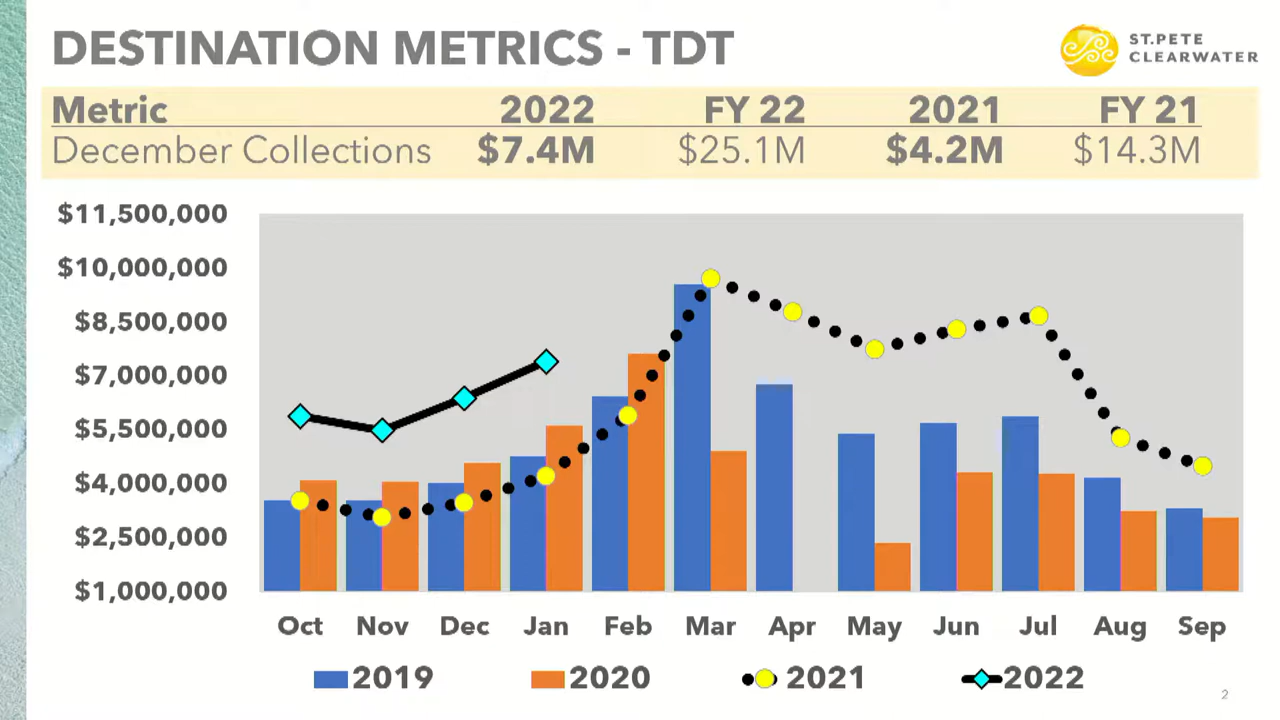 DESTINATION METRICS - TDT
ST.PETE
CLEARWATER
Metric 2022 FY 22 2021 FY 21
December Collections $7.4M $25.1M $4.2M $14.3M
$11,500,000
$10,000,000
$8,500,000
$7,000,000
$5,500,000
$4,000,000
$2,500,000
$1,000,000
Oct Nov Dec Jan Feb Mar Apr May Jun Jul Aug Sep
2019 2020 2021 2022
2